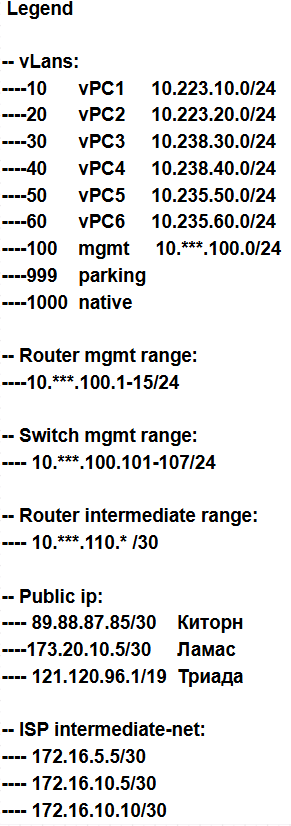 Legend
-- vLans:
----10 vPC1 10.223.10.0/24
----20 vPC2 10.223.20.0/24
----30 vPC3 10.238.30.0/24
----40 vPC4 10.238.40.0/24
----50 vPC5 10.235.50.0/24
----60 vPC6 10.235.60.0/24
----100 mgmt 10.***.100.0/24
----999 parking
----1000 native
-- Router mgmt range:
----10.***.100.1-15/24
-- Switch mgmt range:
---- 10.***.100.101-107/24
-- Router intermediate range:
---- 10.***.110.* /30
-- Public ip:
---- 89.88.87.85/30 Киторн
----173.20.10.5/30 Ламас
---- 121.120.96.1/19 Триада
-- ISP intermediate-net:
---- 172.16.5.5/30
---- 172.16.10.5/30
---- 172.16.10.10/30